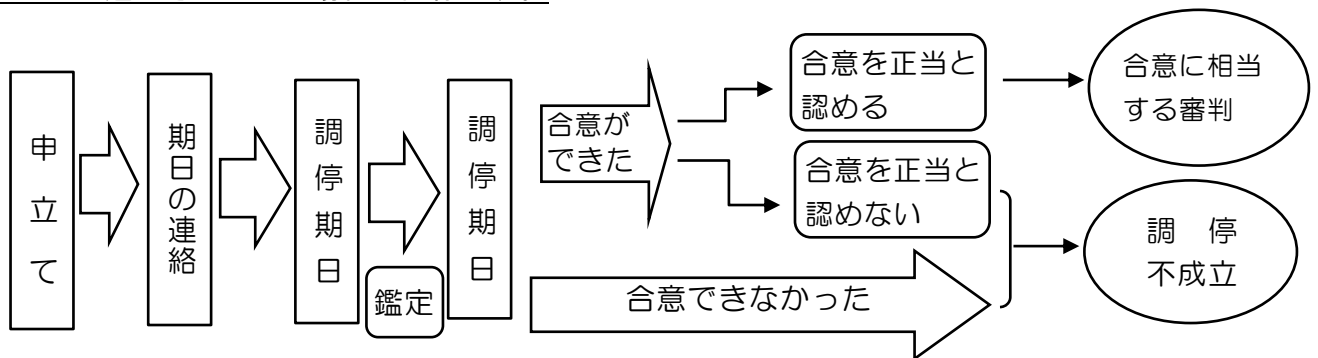 申立て
期日の連絡
調停期日
鑑定
調停期日
合意が
できた
合意を正当と
認める
合意に相当
する審判
合意を正当と
認めない
合意できなかった
調 停
不成立